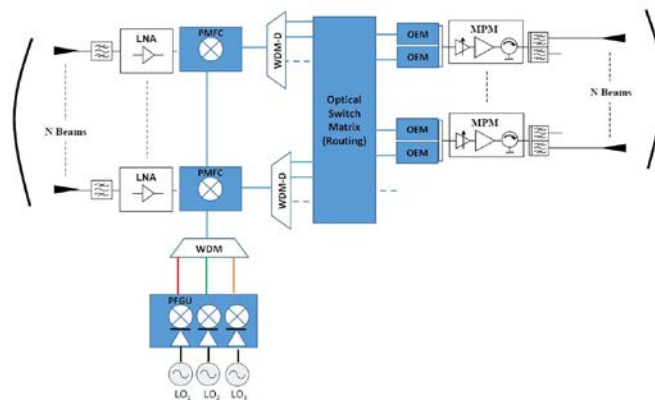 LNA
PMFC
WDM-D
N Beams
LNA
PMFC
WDM-D
WDM
PFGU
LO1
LO2
LO3
Optical
Switch
Matrix
(Routing)
OEM
OEM
MPM
OEM
OEM
MPM
N Beams